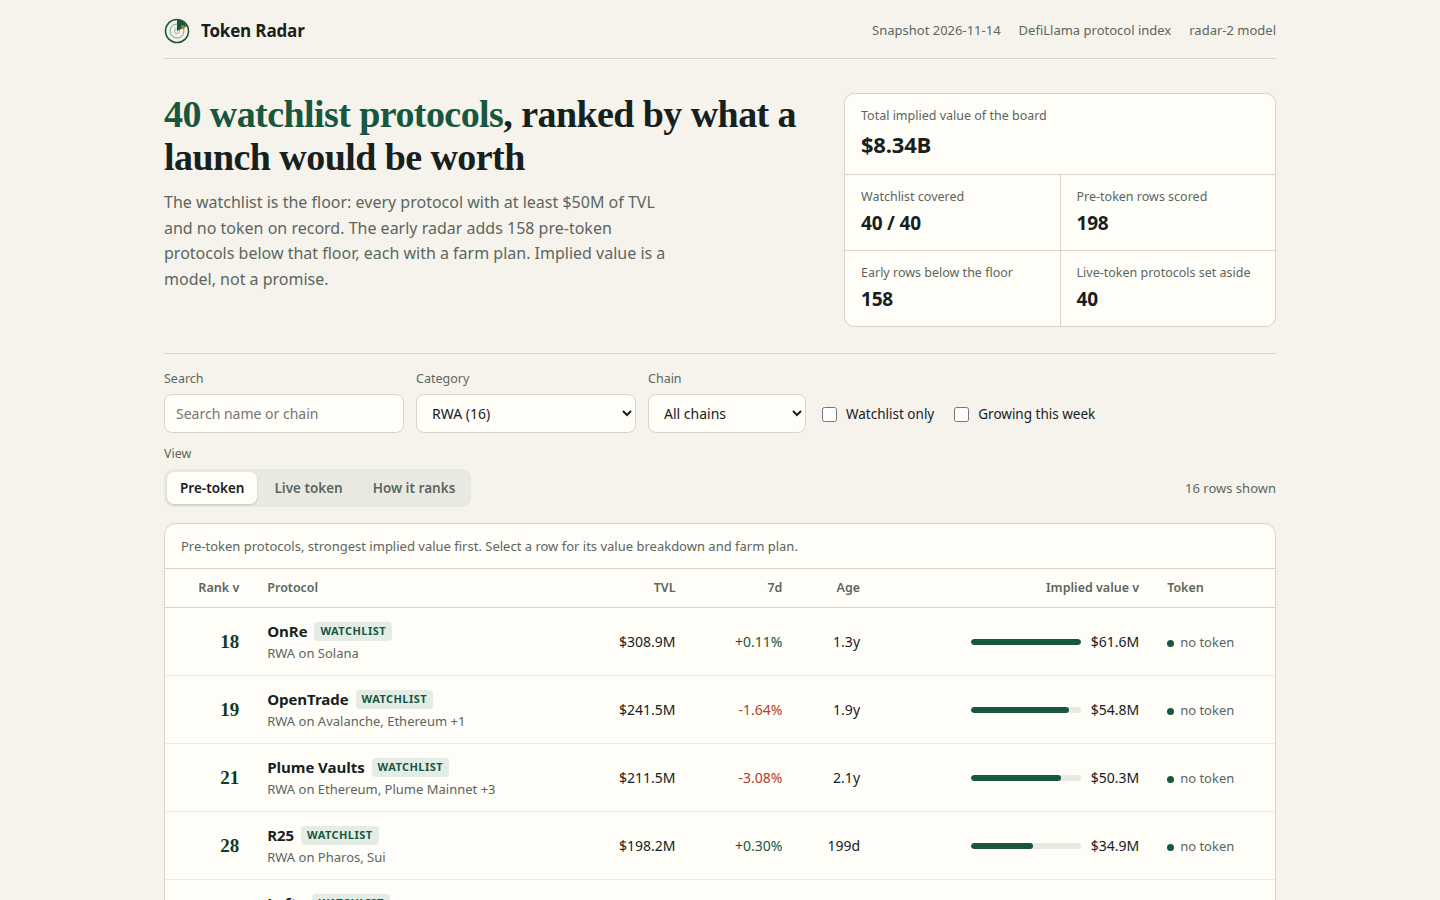 Token Radar
Snapshot 2026-11-14 DefiLlama protocol index radar-2 model
40 watchlist protocols, ranked by what a
launch would be worth
The watchlist is the floor: every protocol with at least $50M of TVL
and no token on record. The early radar adds 158 pre-token
protocols below that floor, each with a farm plan. Implied value is a
model, not a promise.
Total implied value of the board
$8.34B
Watchlist covered
40 / 40
Pre-token rows scored
198
Early rows below the floor
158
Live-token protocols set aside
40
Search
Search name or chain
Category
RWA (16)
Chain
All chains
Watchlist only
Growing this week
View
Pre-token Live token How it ranks
16 rows shown
Pre-token protocols, strongest implied value first. Select a row for its value breakdown and farm plan.
Rank v Protocol TVL 7d Age Implied value v Token
18 OnRe WATCHLIST $308.9M +0.11% 1.3y $61.6M no token
RWA on Solana
19 OpenTrade WATCHLIST $241.5M -1.64% 1.9y $54.8M no token
RWA on Avalanche, Ethereum +1
21 Plume Vaults WATCHLIST $211.5M -3.08% 2.1y $50.3M no token
RWA on Ethereum, Plume Mainnet +3
28 R25 WATCHLIST $198.2M +0.30% 199d $34.9M no token
RWA on Pharos, Sui